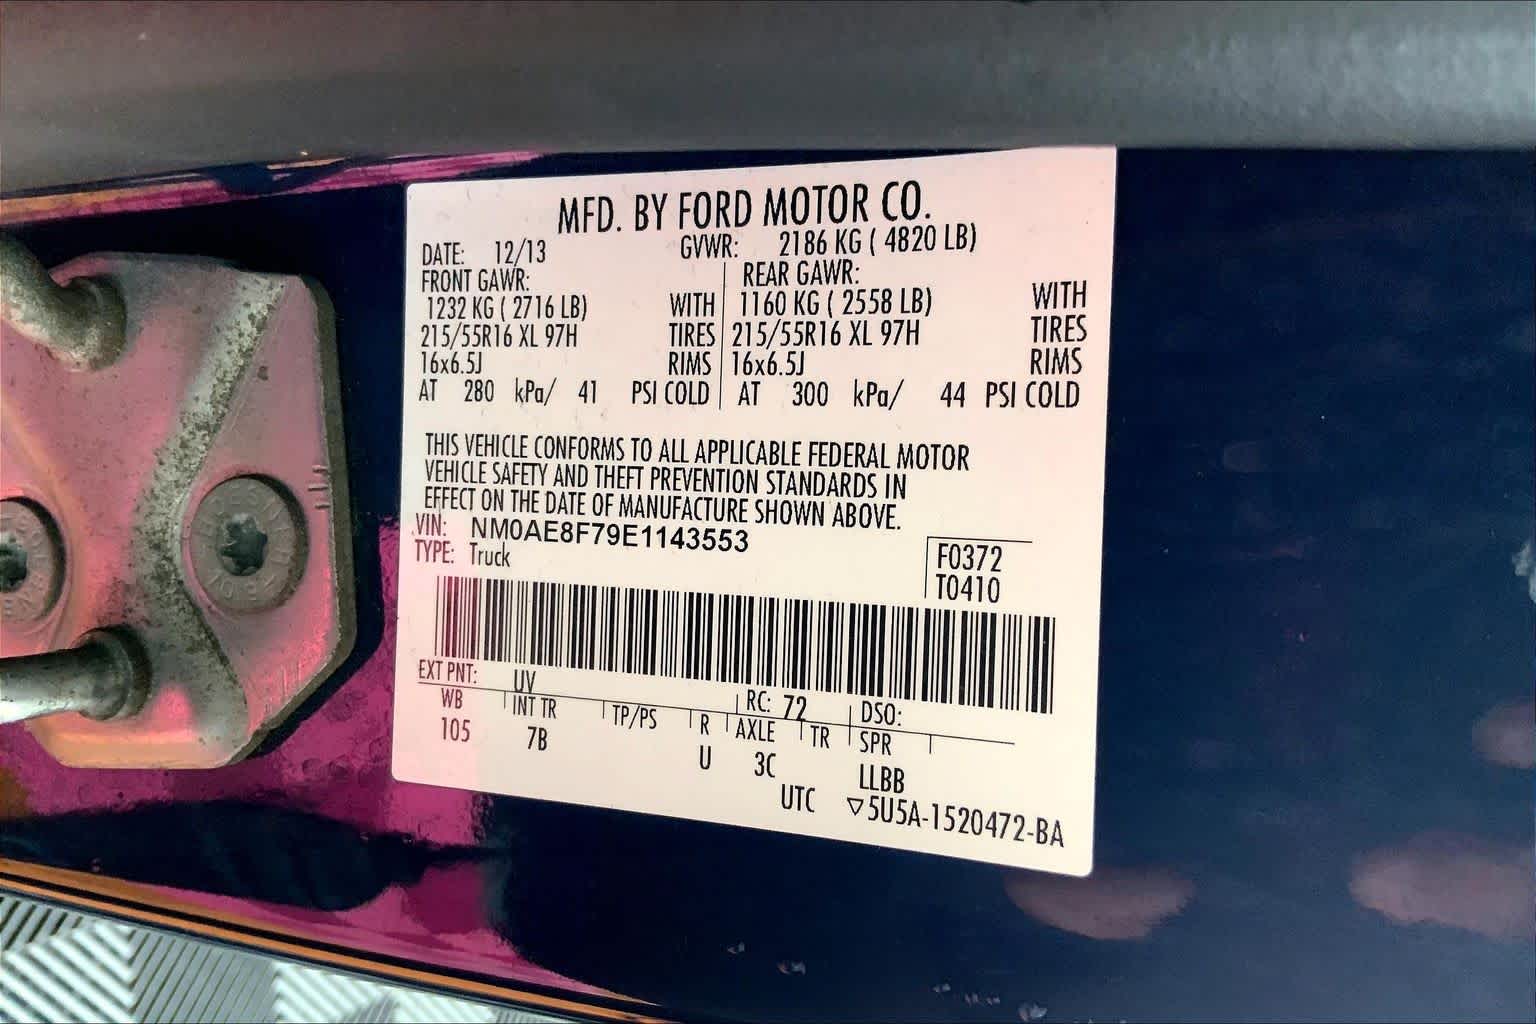 MFD. BY FORD MOTOR CO.
DATE: 12/13 GVWR: 2186 KG ( 4820 LB)
FRONT GAWR: REAR GAWR:
1232 KG ( 2716 LB) WITH 1160 KG ( 2558 LB) WITH
215/55R16 XL 97H TIRES 215/55R16 XL 97H TIRES
16x6.5J RIMS 16x6.5J RIMS
AT 280 kPa/ 41 PSI COLD AT 300 kPa/ 44 PSI COLD
THIS VEHICLE CONFORMS TO ALL APPLICABLE FEDERAL MOTOR
VEHICLE SAFETY AND THEFT PREVENTION STANDARDS IN
EFFECT ON THE DATE OF MANUFACTURE SHOWN ABOVE.
VIN: NM0AE8F79E1143553
TYPE: Truck
F0372
T0410
EXT PNT: UV RC: 72 DSO:
WB INT TR TP/PS R AXLE TR SPR
105 7B U 3C LLBB
UTC ▽5U5A-1520472-BA